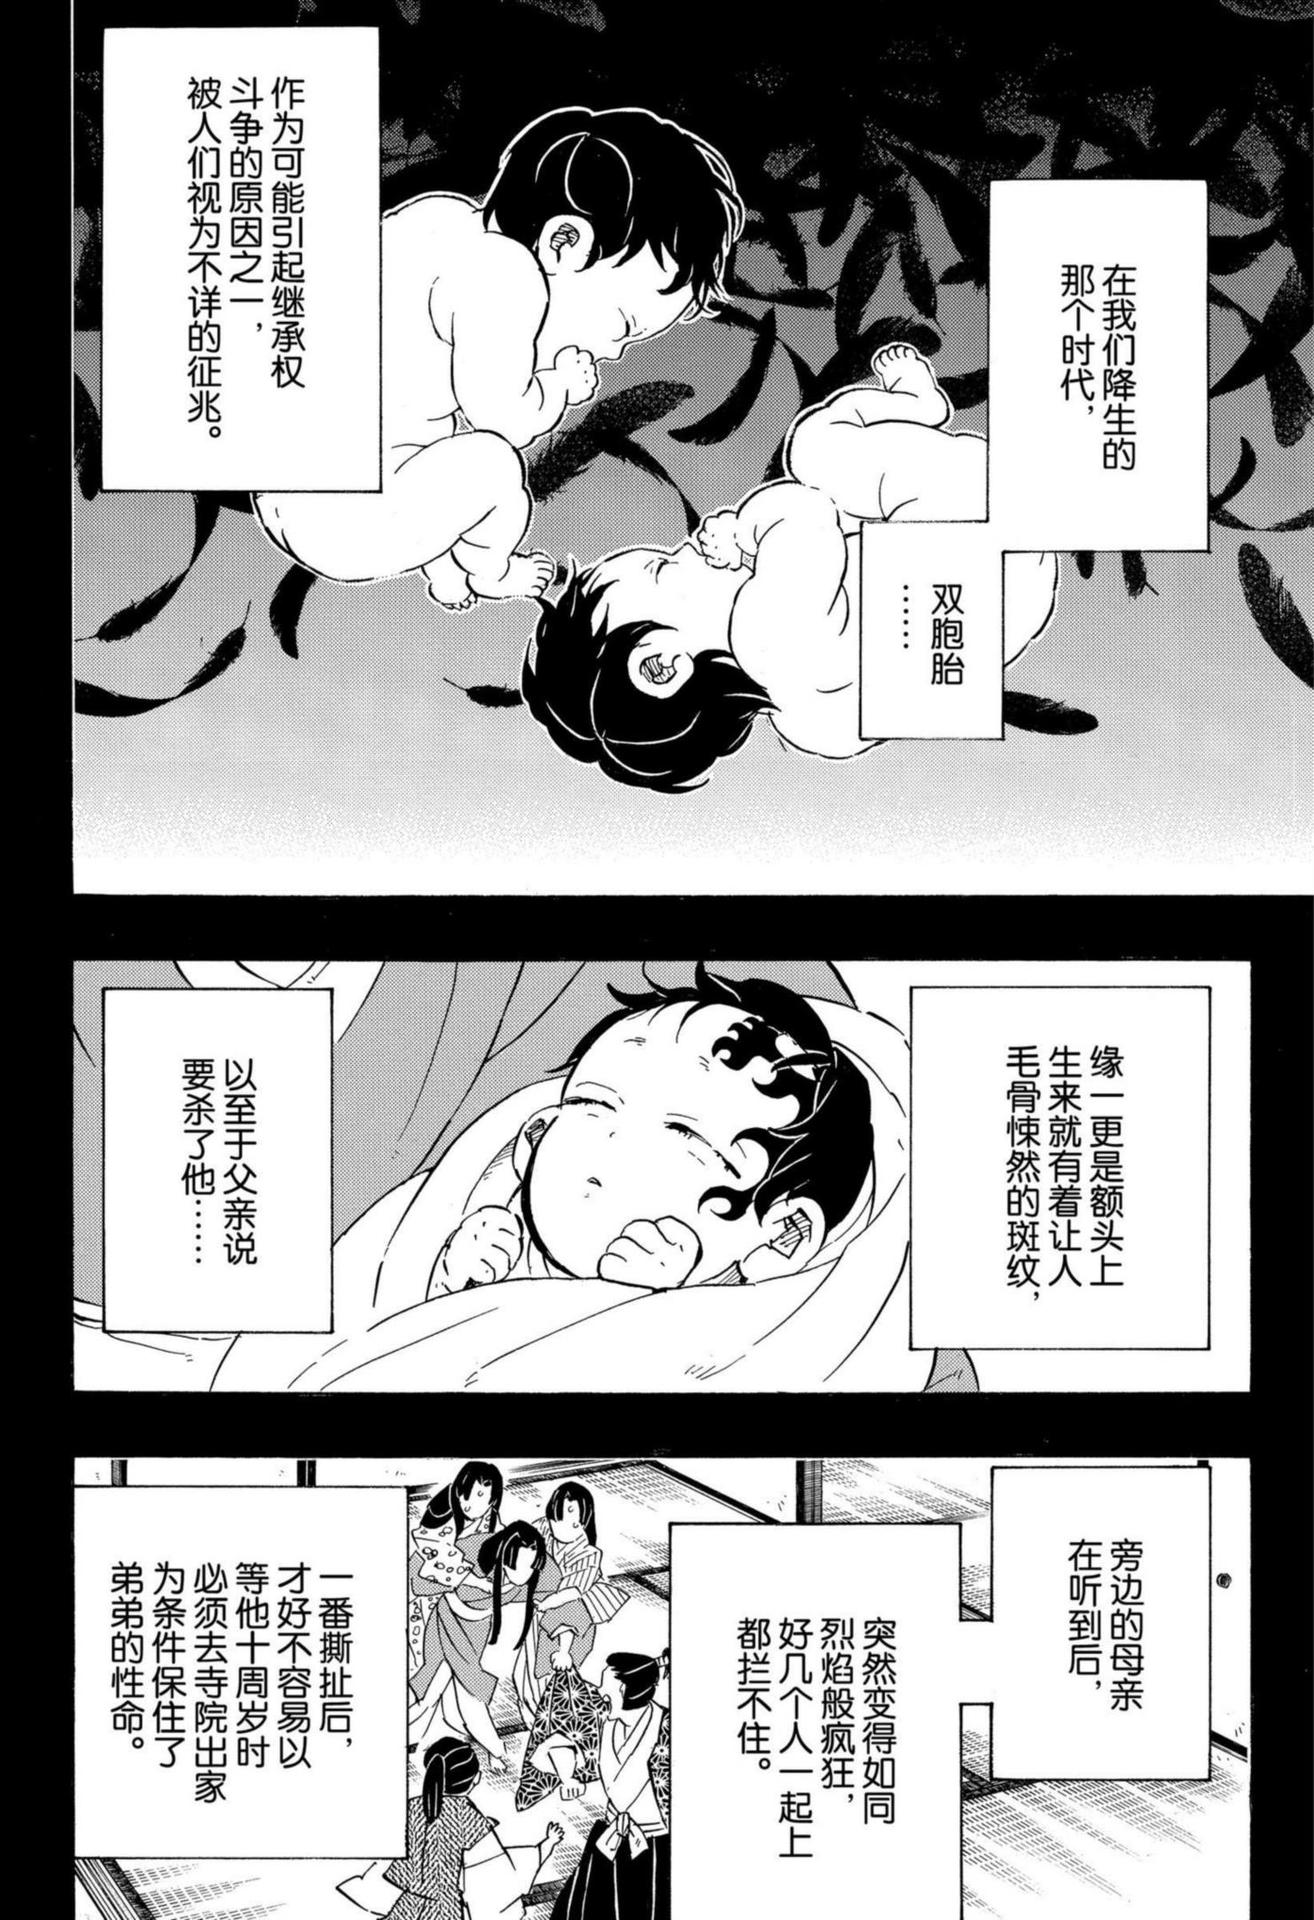 在我们降生的
那个时代，
双胞胎
……
作为可能引起继承权
斗争的原因之一，
被人们视为不详的征兆。
缘一更是额头上
生来就有着让人
毛骨悚然的斑纹，
以至于父亲说
要杀了他……
旁边的母亲
在听到后，
突然变得如同
烈焰般疯狂，
好几个人一起上
都拦不住。
一番撕扯后，
才好不容易以
等他十周岁时
必须去寺院出家
为条件保住了
弟弟的性命。